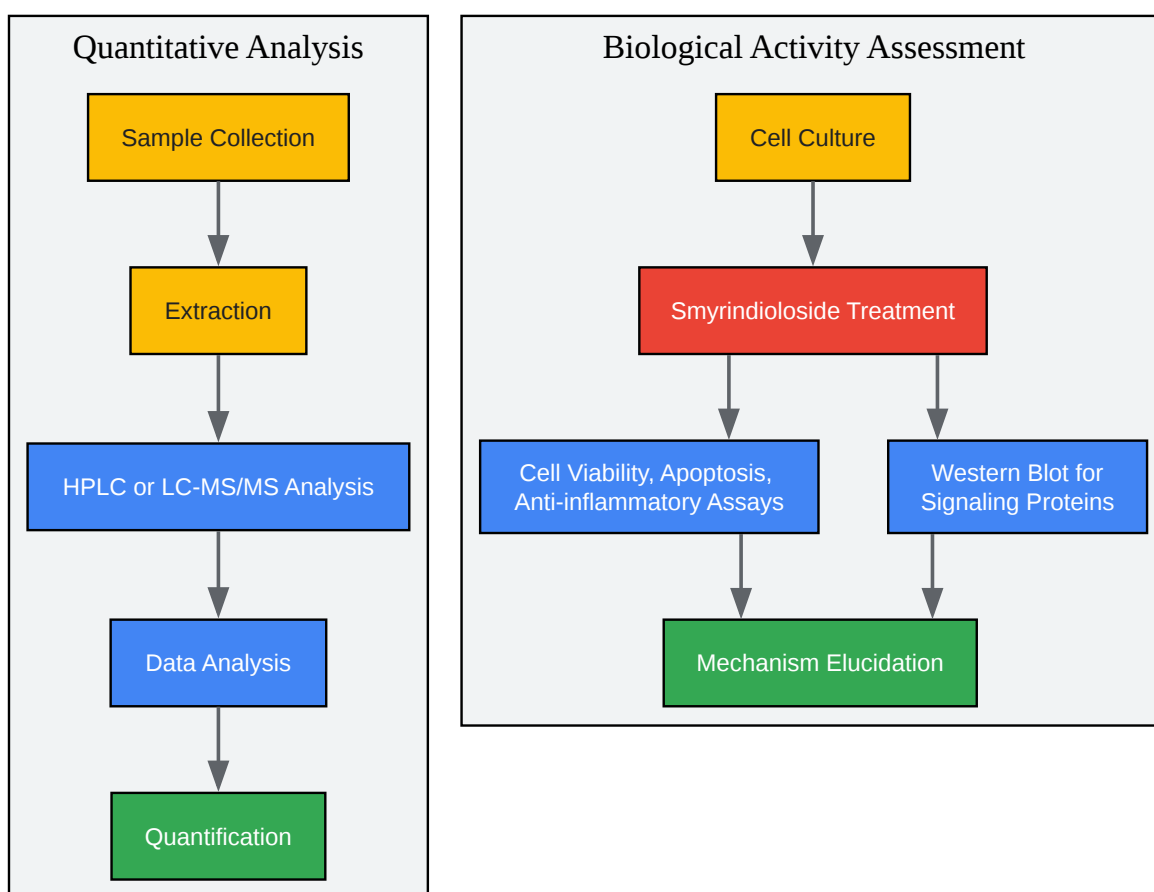 Quantitative Analysis
Sample Collection
Extraction
HPLC or LC-MS/MS Analysis
Data Analysis
Quantification
Biological Activity Assessment
Cell Culture
Smyrindioloside Treatment
Cell Viability, Apoptosis,
Anti-inflammatory Assays
Western Blot for
Signaling Proteins
Mechanism Elucidation